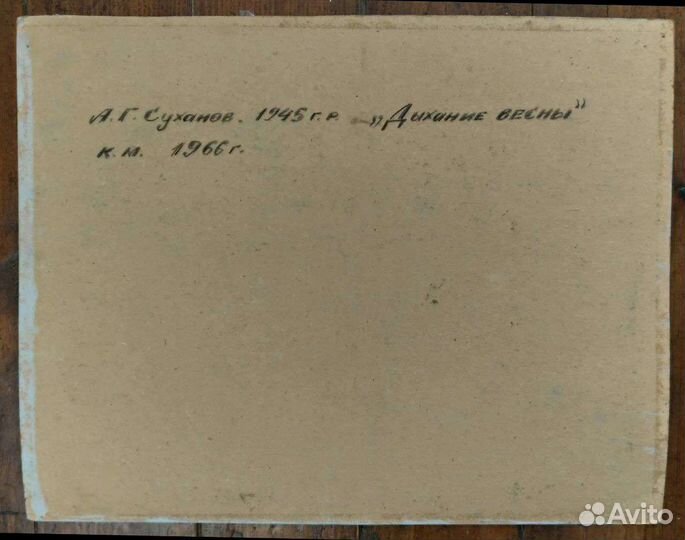 А. Г. Суханов. 1945 г. р. „Дыхание весны"
к. м. 1966 г.
Avito